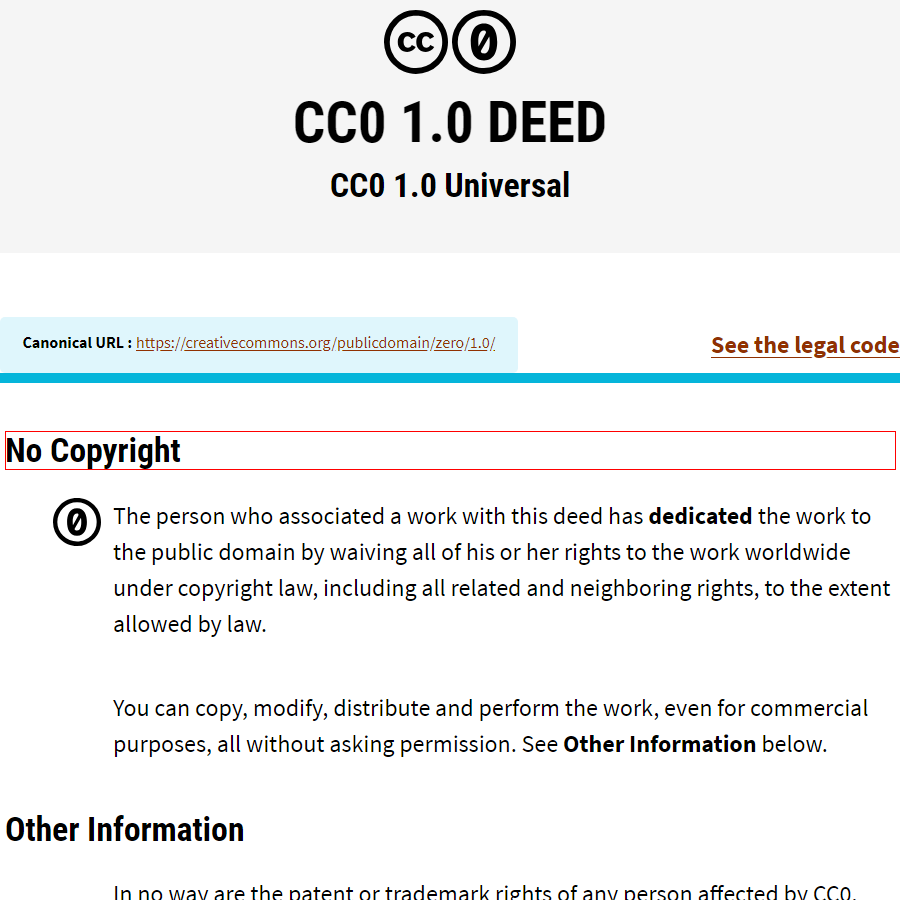 cc 0
CC0 1.0 DEED
CC0 1.0 Universal
Canonical URL : https://creativecommons.org/publicdomain/zero/1.0/
See the legal code
No Copyright
0
The person who associated a work with this deed has dedicated the work to
the public domain by waiving all of his or her rights to the work worldwide
under copyright law, including all related and neighboring rights, to the extent
allowed by law.
You can copy, modify, distribute and perform the work, even for commercial
purposes, all without asking permission. See Other Information below.
Other Information
In no way are the patent or trademark rights of any person affected by CC0,